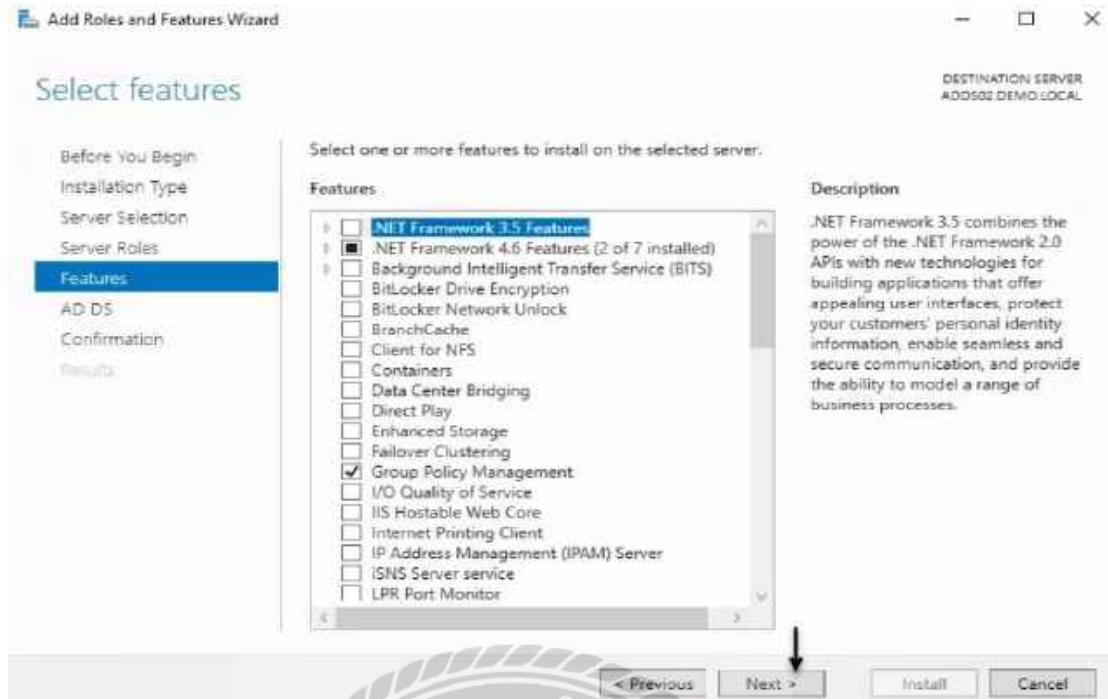 Add Roles and Features Wizard
Select features
DESTINATION SERVER
ADDS02.DEMO.LOCAL
Before You Begin
Installation Type
Server Selection
Server Roles
Features
AD DS
Confirmation
Results
Select one or more features to install on the selected server.
Features
.NET Framework 3.5 Features
.NET Framework 4.6 Features (2 of 7 installed)
Background Intelligent Transfer Service (BITS)
BitLocker Drive Encryption
BitLocker Network Unlock
BranchCache
Client for NFS
Containers
Data Center Bridging
Direct Play
Enhanced Storage
Failover Clustering
Group Policy Management
I/O Quality of Service
IIS Hostable Web Core
Internet Printing Client
IP Address Management (IPAM) Server
iSNS Server service
LPR Port Monitor
Description
.NET Framework 3.5 combines the
power of the .NET Framework 2.0
APIs with new technologies for
building applications that offer
appealing user interfaces, protect
your customers' personal identity
information, enable seamless and
secure communication, and provide
the ability to model a range of
business processes.
< Previous
Next >
Install
Cancel